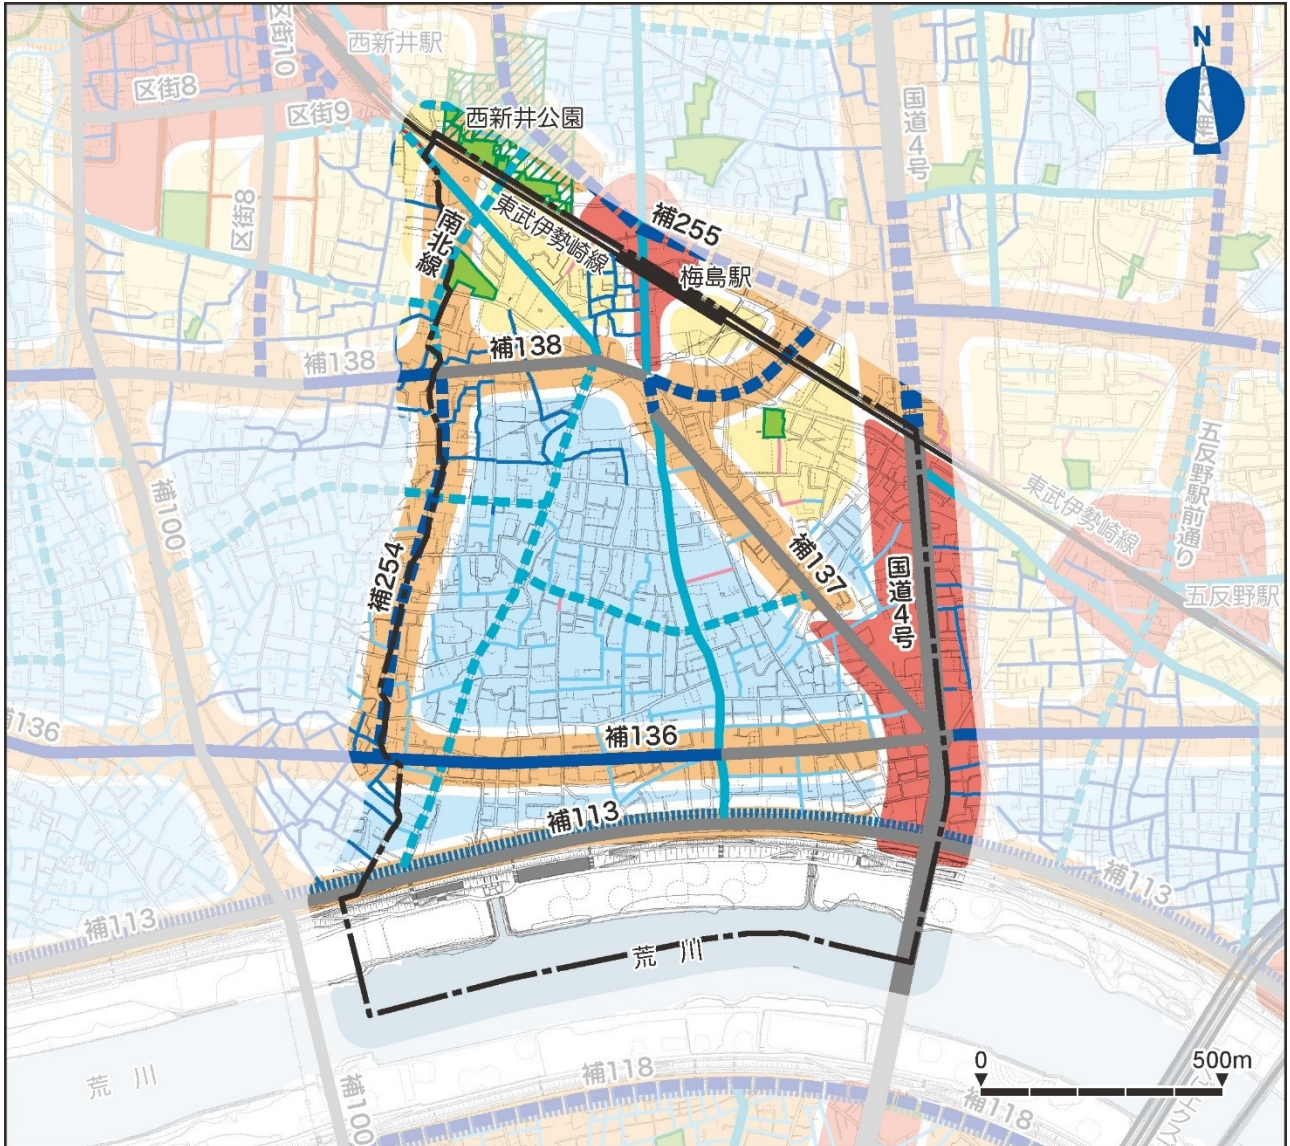 区街10
西新井駅
区街8
区街9
西新井公園
国道4号
N
区街8
南北線
東武伊勢崎線
補255
梅島駅
補138
補138
補100
五反野駅前通り
東武伊勢崎線
補254
補137
国道4号
五反野駅
補136
補136
補113
補113
補113
荒川
荒川
0
500m
補118
補118
補100